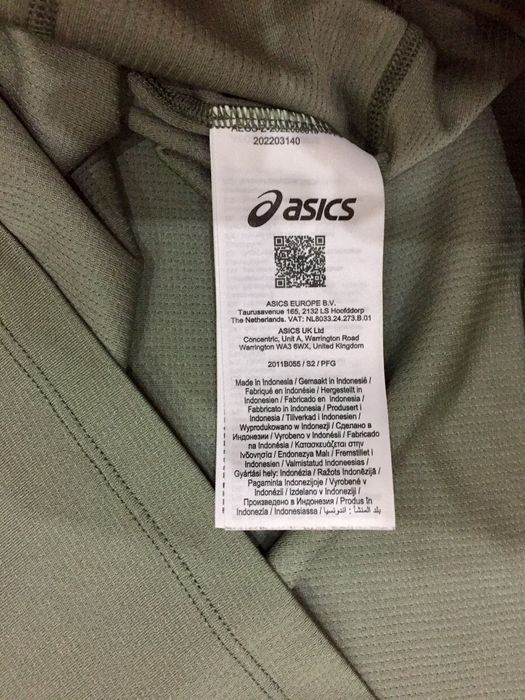 202203140
asics
ASICS EUROPE B.V.
Taurusavenue 165, 2132 LS Hoofddorp
The Netherlands. VAT: NL8033.24.273.B.01
ASICS UK Ltd
Concentric, Unit A, Warrington Road
Warrington WA3 6WX, United Kingdom
2011B055 / S2 / PFG
Made in Indonesia / Gemaakt in Indonesië /
Fabriqué en Indonésie / Hergestellt in
Indonesien / Fabricado en Indonesia /
Fabbricato in Indonesia / Produsert i
Indonesia / Tillverkad i Indonesien /
Wyprodukowano w Indonezji / Сделано в
Индонезии / Vyrobeno v Indonésii / Fabricado
na Indonésia / Κατασκευάζεται στην
Ινδονησία / Endonezya Malı / Fremstillet i
Indonesien / Valmistatud Indoneesias /
Gyártási hely: Indonézia / Ražots Indonēzijā /
Pagaminta Indonezijoje / Vyrobené v
Indonézii / Izdelano v Indoneziji /
Произведено в Индонезия / Produs în
Indonezia / Indonesiassa / بلد المنشأ : اندونيسيا